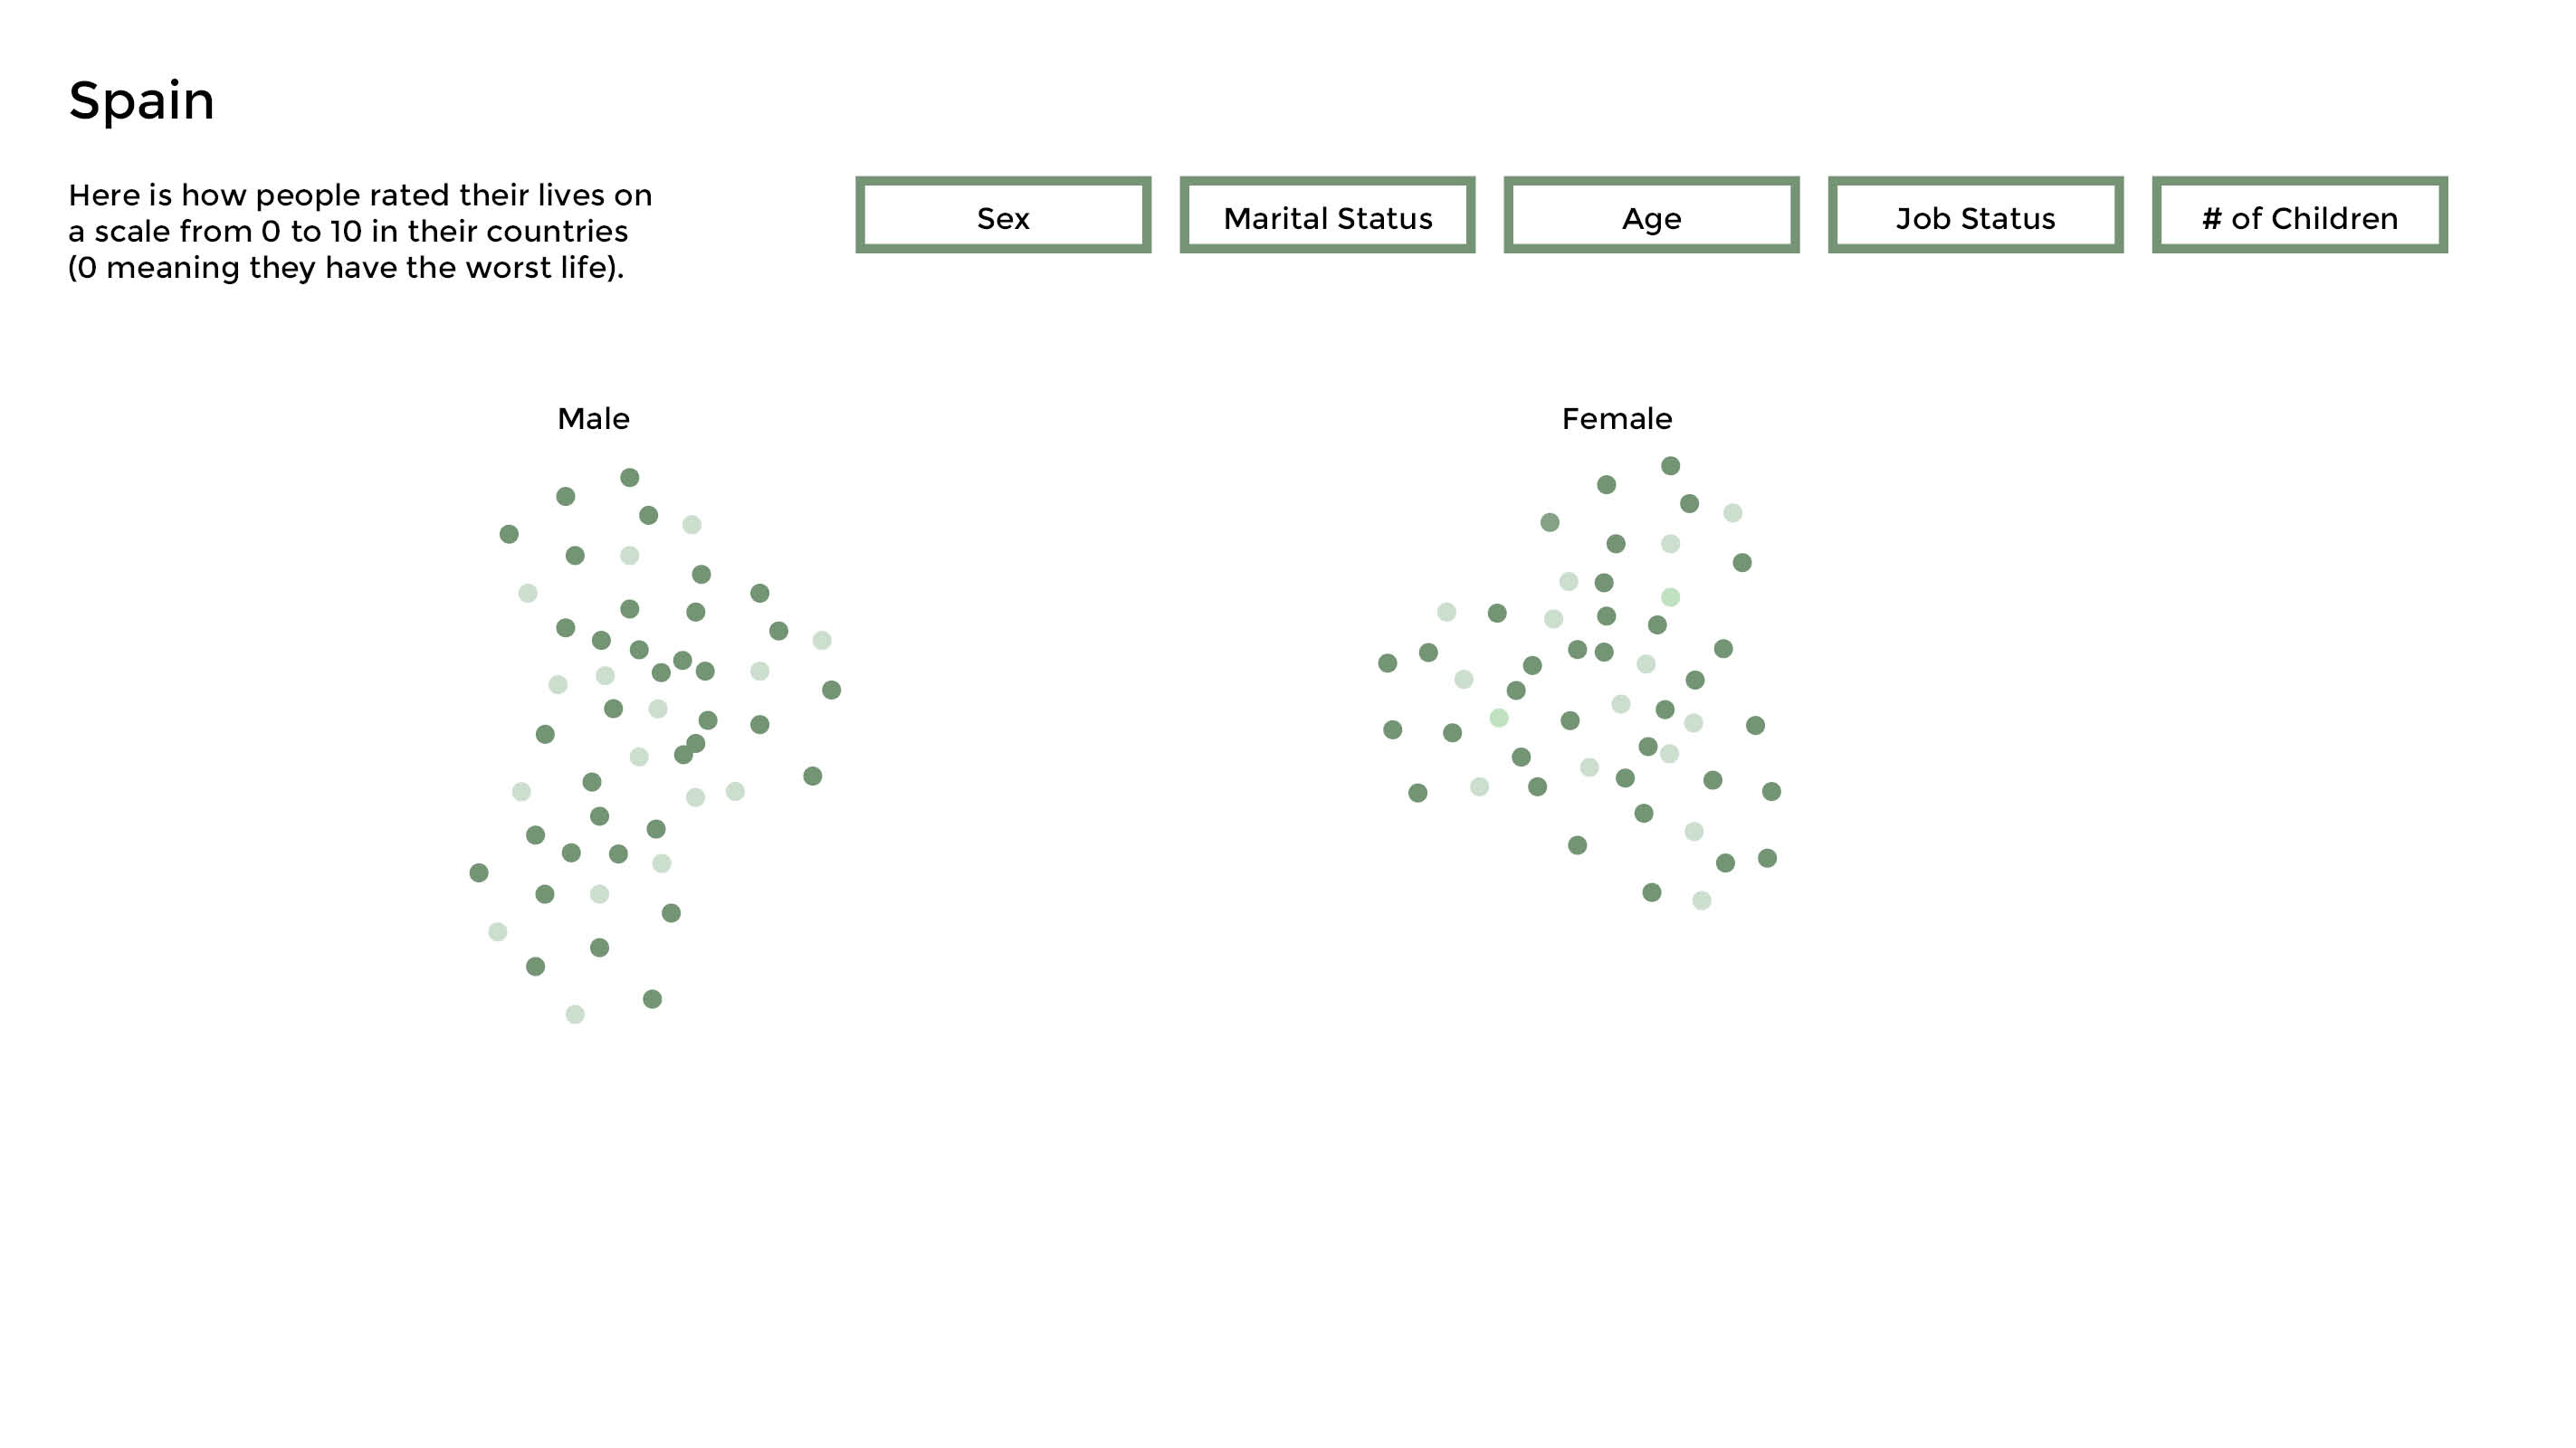 Spain
Here is how people rated their lives on
a scale from 0 to 10 in their countries
(0 meaning they have the worst life).
Sex
Marital Status
Age
Job Status
# of Children
Male
Female